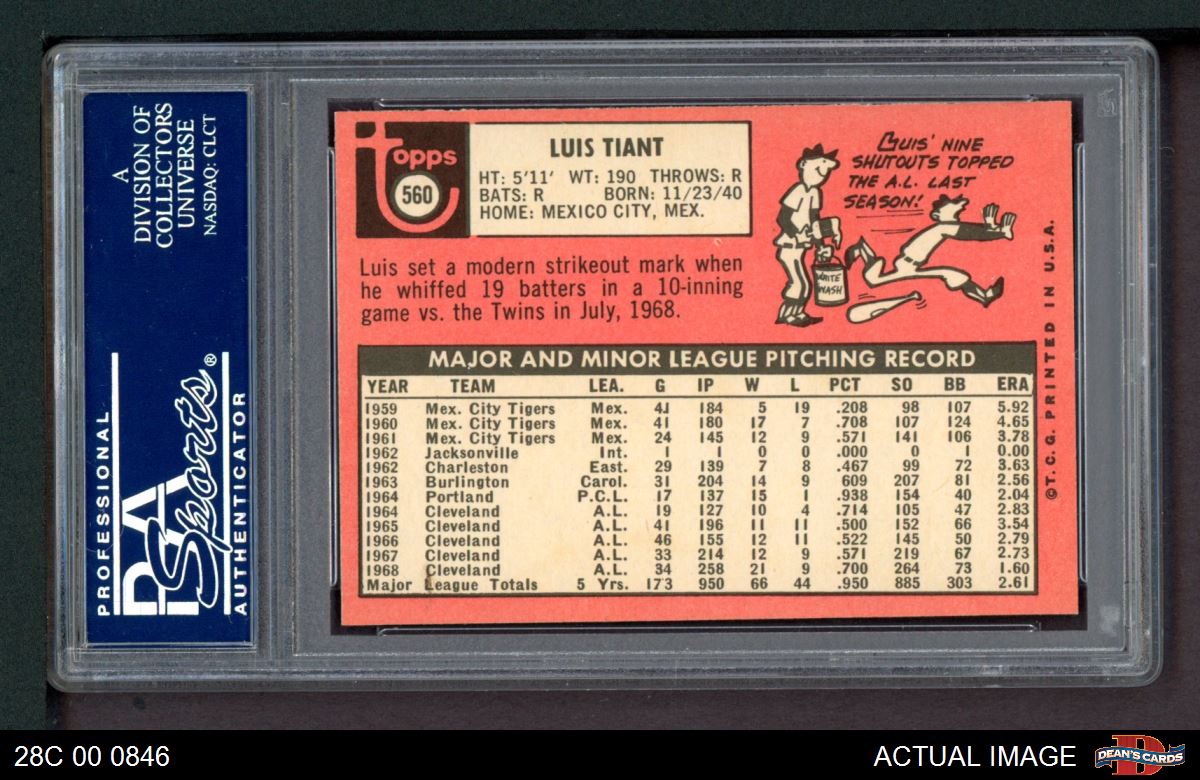 A
DIVISION OF
COLLECTORS
UNIVERSE
NASDAQ: CLCT
PROFESSIONAL
PSA
Sports®
AUTHENTICATOR
topps
560
LUIS TIANT
HT: 5'11' WT: 190 THROWS: R
BATS: R BORN: 11/23/40
HOME: MEXICO CITY, MEX.
LUIS' NINE
SHUTOUTS TOPPED
THE A.L. LAST
SEASON!
WHITE
WASH
Luis set a modern strikeout mark when
he whiffed 19 batters in a 10-inning
game vs. the Twins in July, 1968.
MAJOR AND MINOR LEAGUE PITCHING RECORD
YEAR TEAM LEA. G IP W L PCT SO BB ERA
1959 Mex. City Tigers Mex. 41 184 5 19 .208 98 107 5.92
1960 Mex. City Tigers Mex. 41 180 17 7 .708 107 124 4.65
1961 Mex. City Tigers Mex. 24 145 12 9 .571 141 106 3.78
1962 Jacksonville Int. 1 1 0 0 .000 0 1 0.00
1962 Charleston East. 29 139 7 8 .467 99 72 3.63
1963 Burlington Carol. 31 204 14 9 .609 207 81 2.56
1964 Portland P.C.L. 17 137 15 1 .938 154 40 2.04
1964 Cleveland A.L. 19 127 10 4 .714 105 47 2.83
1965 Cleveland A.L. 41 196 11 11 .500 152 66 3.54
1966 Cleveland A.L. 46 155 12 11 .522 145 50 2.79
1967 Cleveland A.L. 33 214 12 9 .571 219 67 2.73
1968 Cleveland A.L. 34 258 21 9 .700 264 73 1.60
Major League Totals 5 Yrs. 173 950 66 44 .950 885 303 2.61
©T.C.G. PRINTED IN U.S.A.
28C 00 0846
ACTUAL IMAGE
D
DEAN'S CARDS